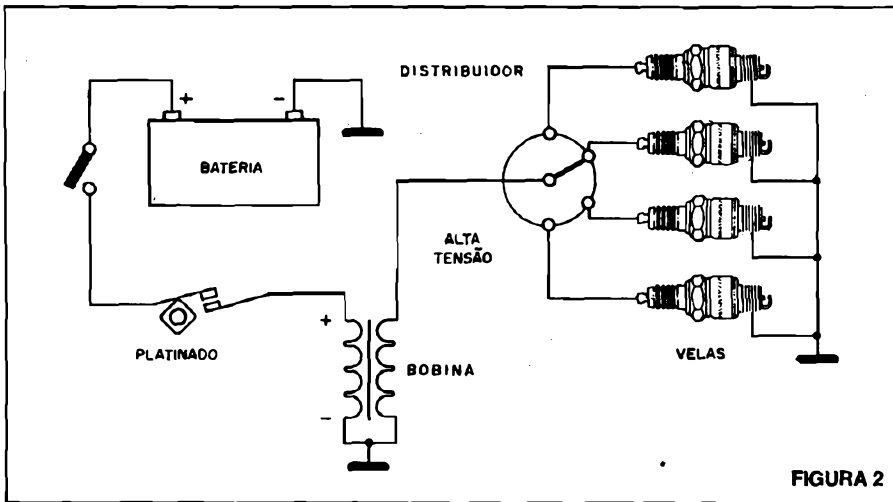 DISTRIBUIDOR
+ -
BATERIA
ALTA
TENSÃO
PLATINADO
+
BOBINA
-
VELAS
FIGURA 2